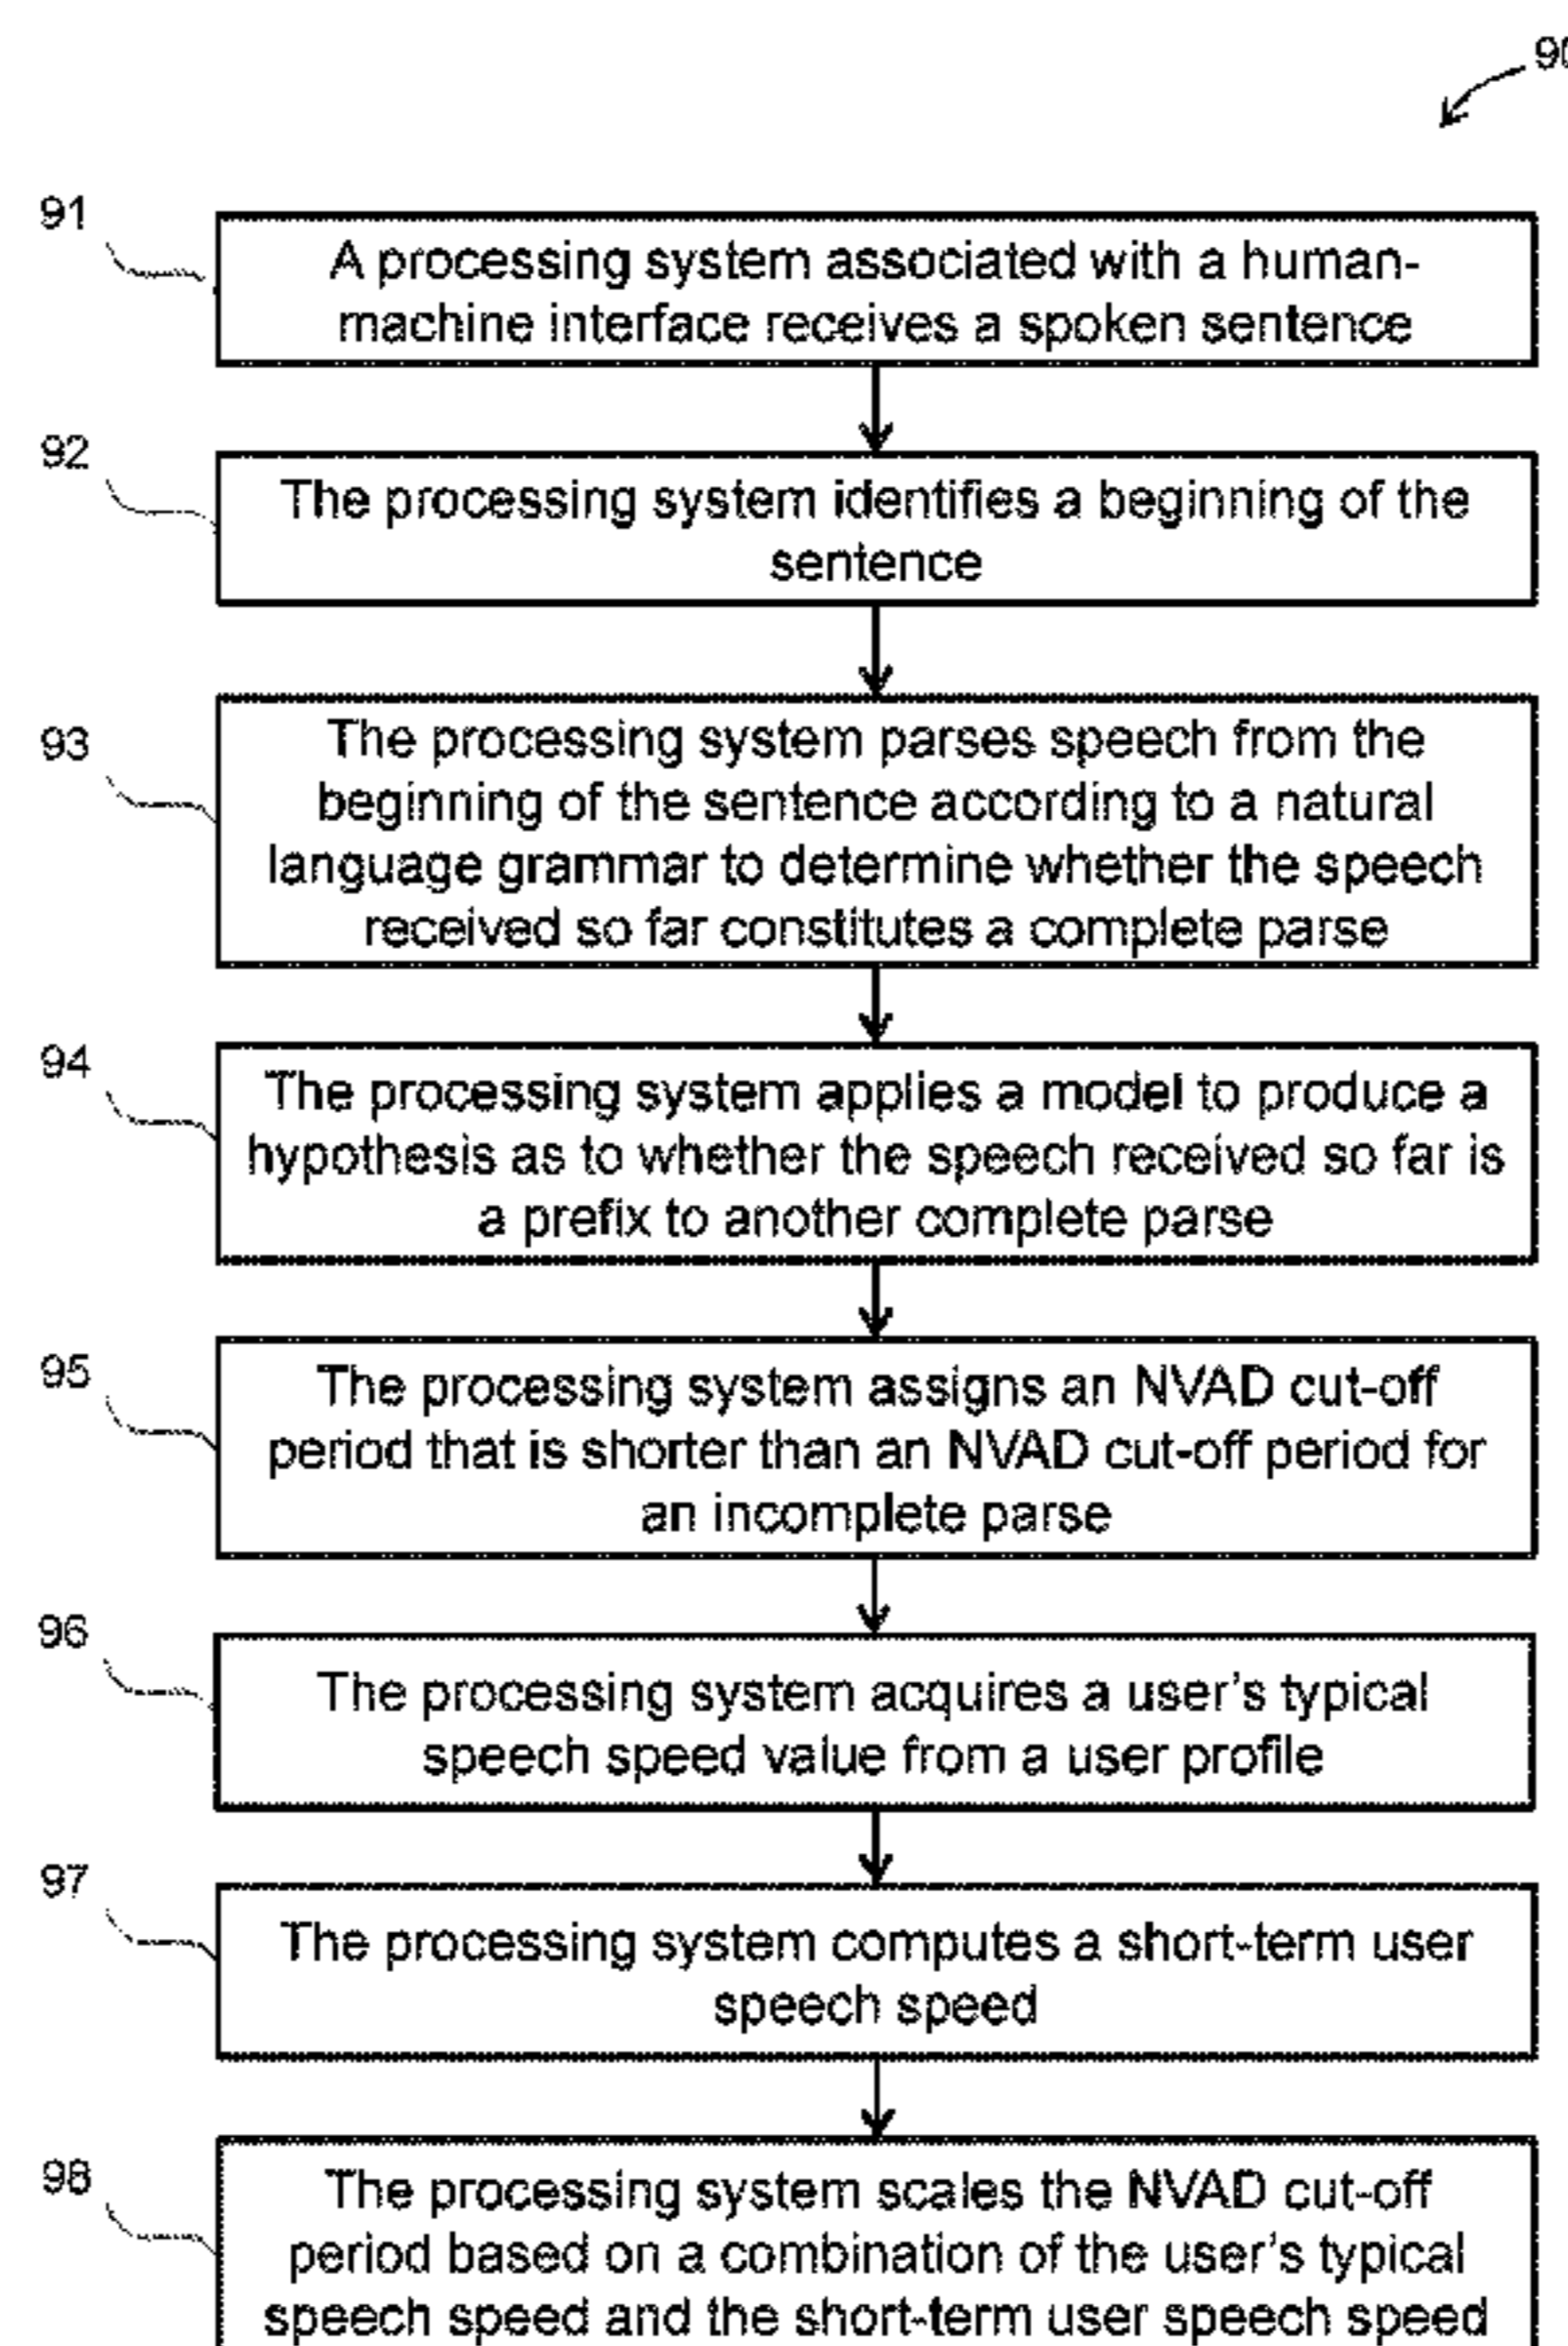 90
91
A processing system associated with a human-
machine interface receives a spoken sentence
92
The processing system identifies a beginning of the
sentence
93
The processing system parses speech from the
beginning of the sentence according to a natural
language grammar to determine whether the speech
received so far constitutes a complete parse
94
The processing system applies a model to produce a
hypothesis as to whether the speech received so far is
a prefix to another complete parse
95
The processing system assigns an NVAD cut-off
period that is shorter than an NVAD cut-off period for
an incomplete parse
96
The processing system acquires a user's typical
speech speed value from a user profile
97
The processing system computes a short-term user
speech speed
98
The processing system scales the NVAD cut-off
period based on a combination of the user's typical
speech speed and the short-term user speech speed